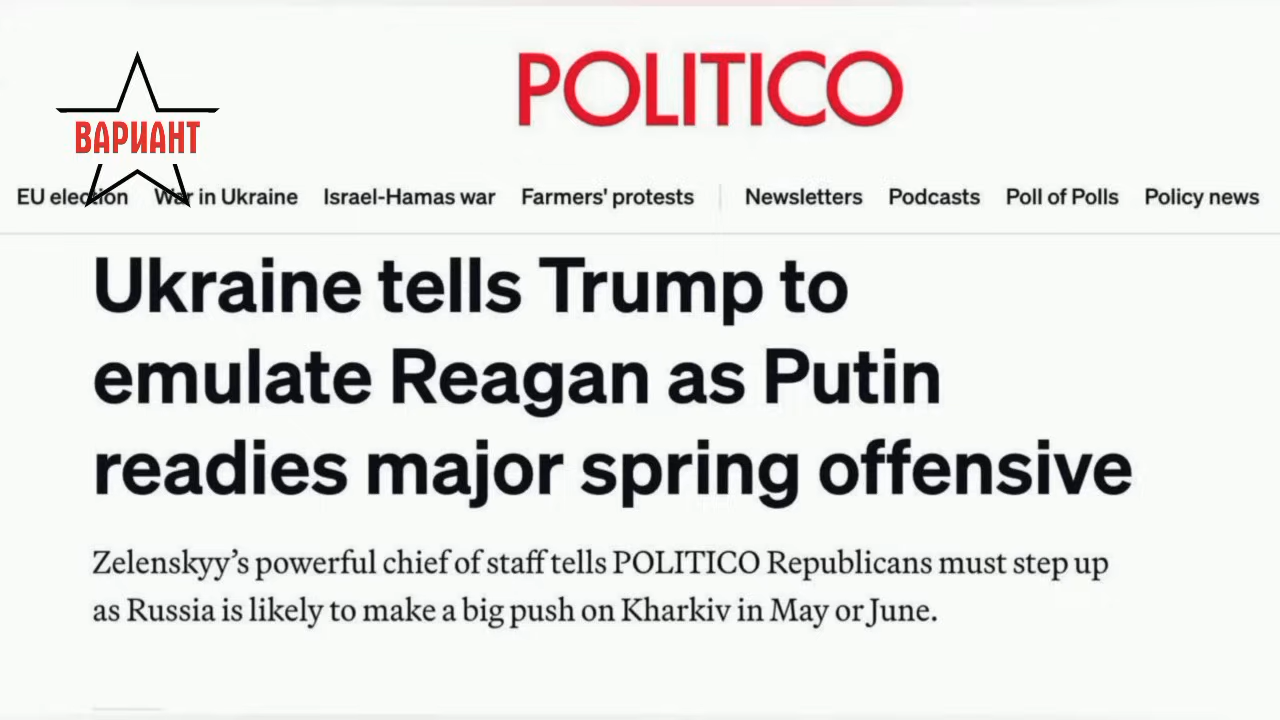 POLITICO
ВАРИАНТ
EU election War in Ukraine Israel-Hamas war Farmers' protests Newsletters Podcasts Poll of Polls Policy news
Ukraine tells Trump to
emulate Reagan as Putin
readies major spring offensive
Zelenskyy’s powerful chief of staff tells POLITICO Republicans must step up
as Russia is likely to make a big push on Kharkiv in May or June.